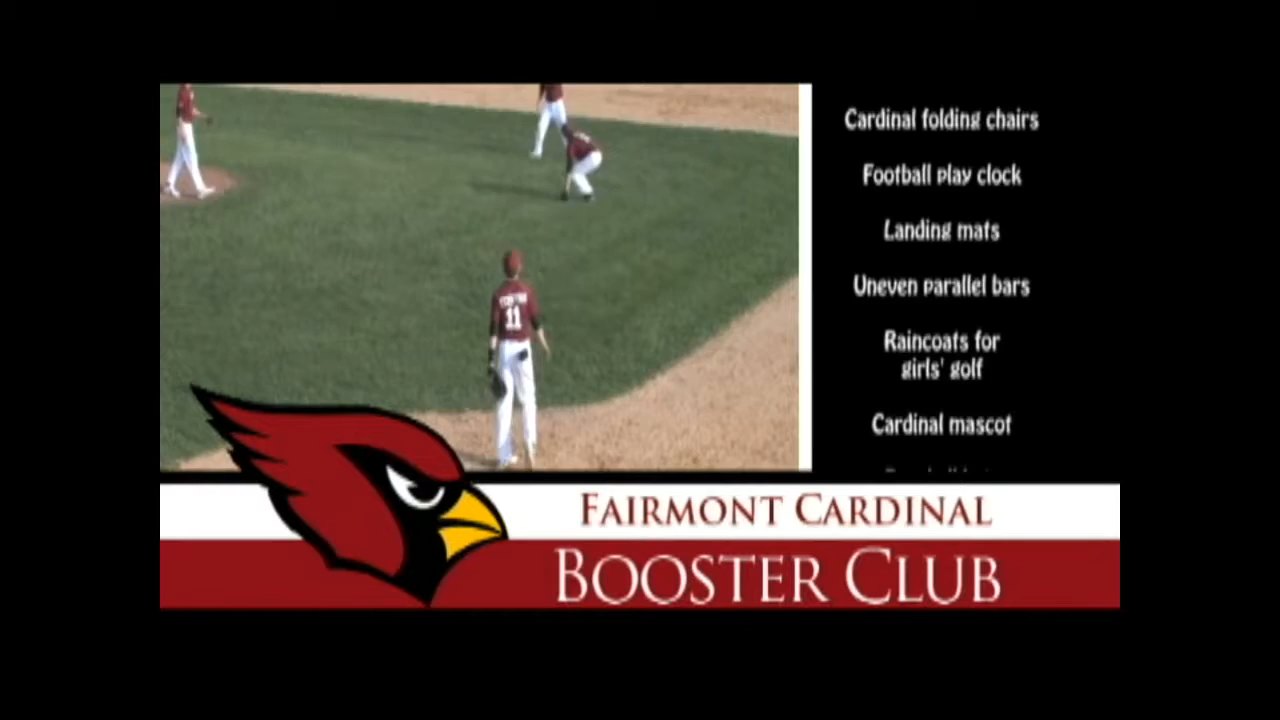 Cardinal folding chairs
Football play clock
Landing mats
Uneven parallel bars
Raincoats for
girls' golf
Cardinal mascot
11
FAIRMONT CARDINAL
BOOSTER CLUB